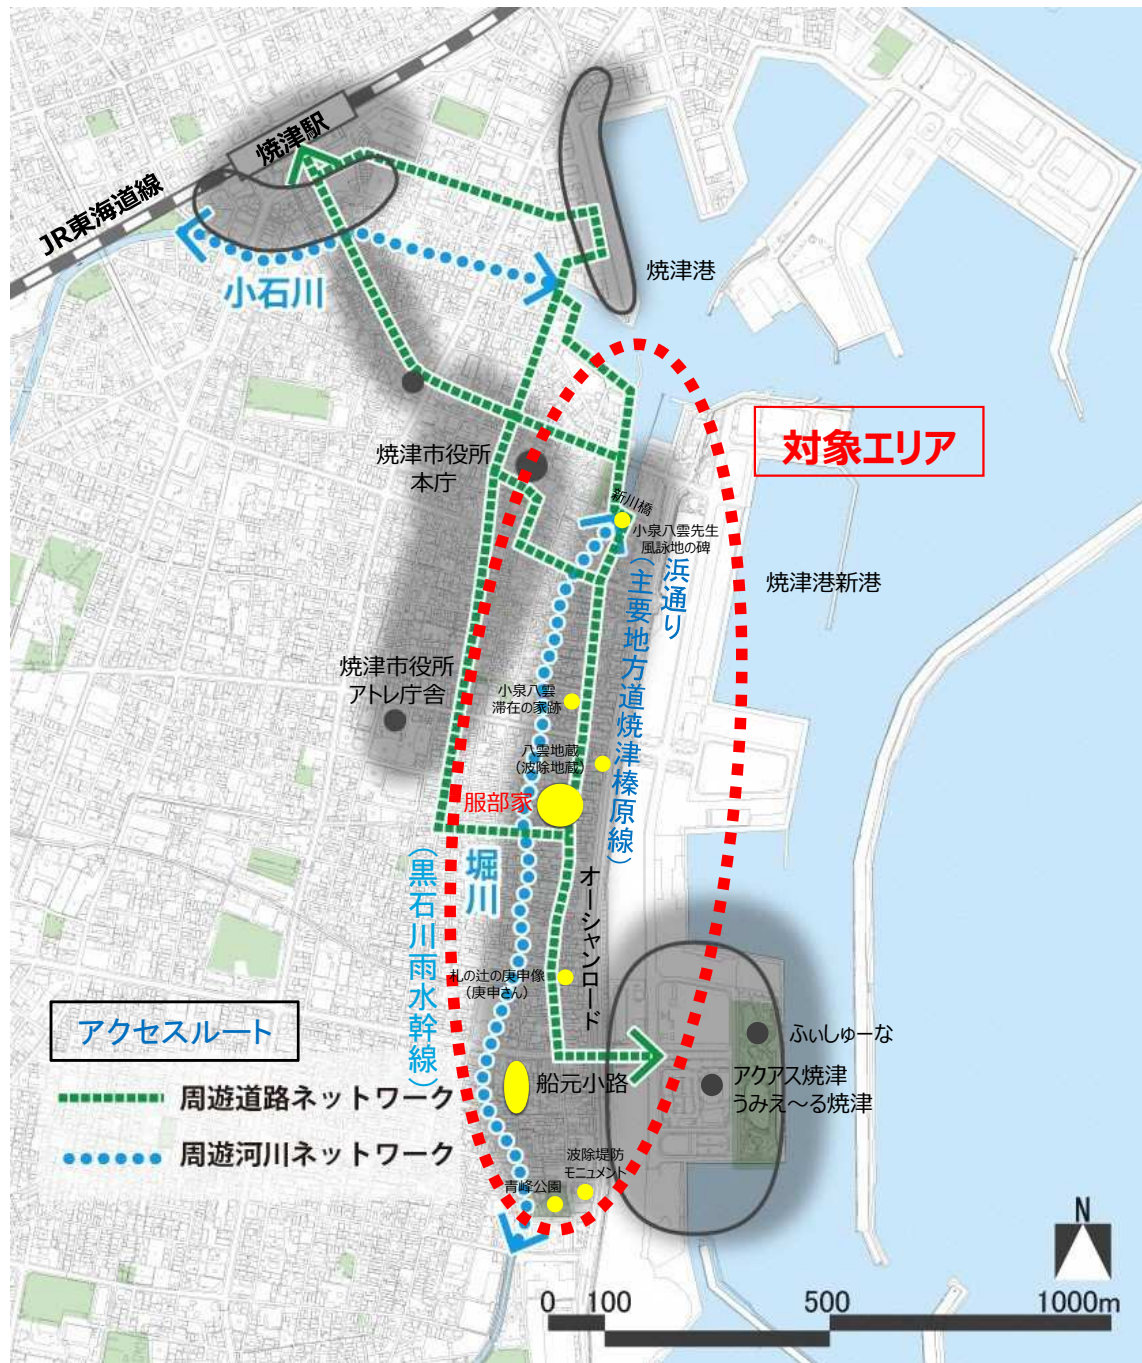 焼津駅
JR東海道線
小石川
焼津港
対象エリア
焼津市役所
本庁
新川橋
小泉八雲先生
風詠地の碑
浜通り
(主要地方道焼津榛原線)
焼津港新港
焼津市役所
アトレ庁舎
小泉八雲
滞在の家跡
八雲地蔵
(波除地蔵)
服部家
堀川
(黒石川雨水幹線)
オーシャンロード
札の辻の庚申像
(庚申さん)
アクセスルート
周遊道路ネットワーク
周遊河川ネットワーク
船元小路
ふぃしゅーな
アクアス焼津
うみえ~る焼津
波除堤防
モニュメント
青峰公園
N
0 100 500 1000m